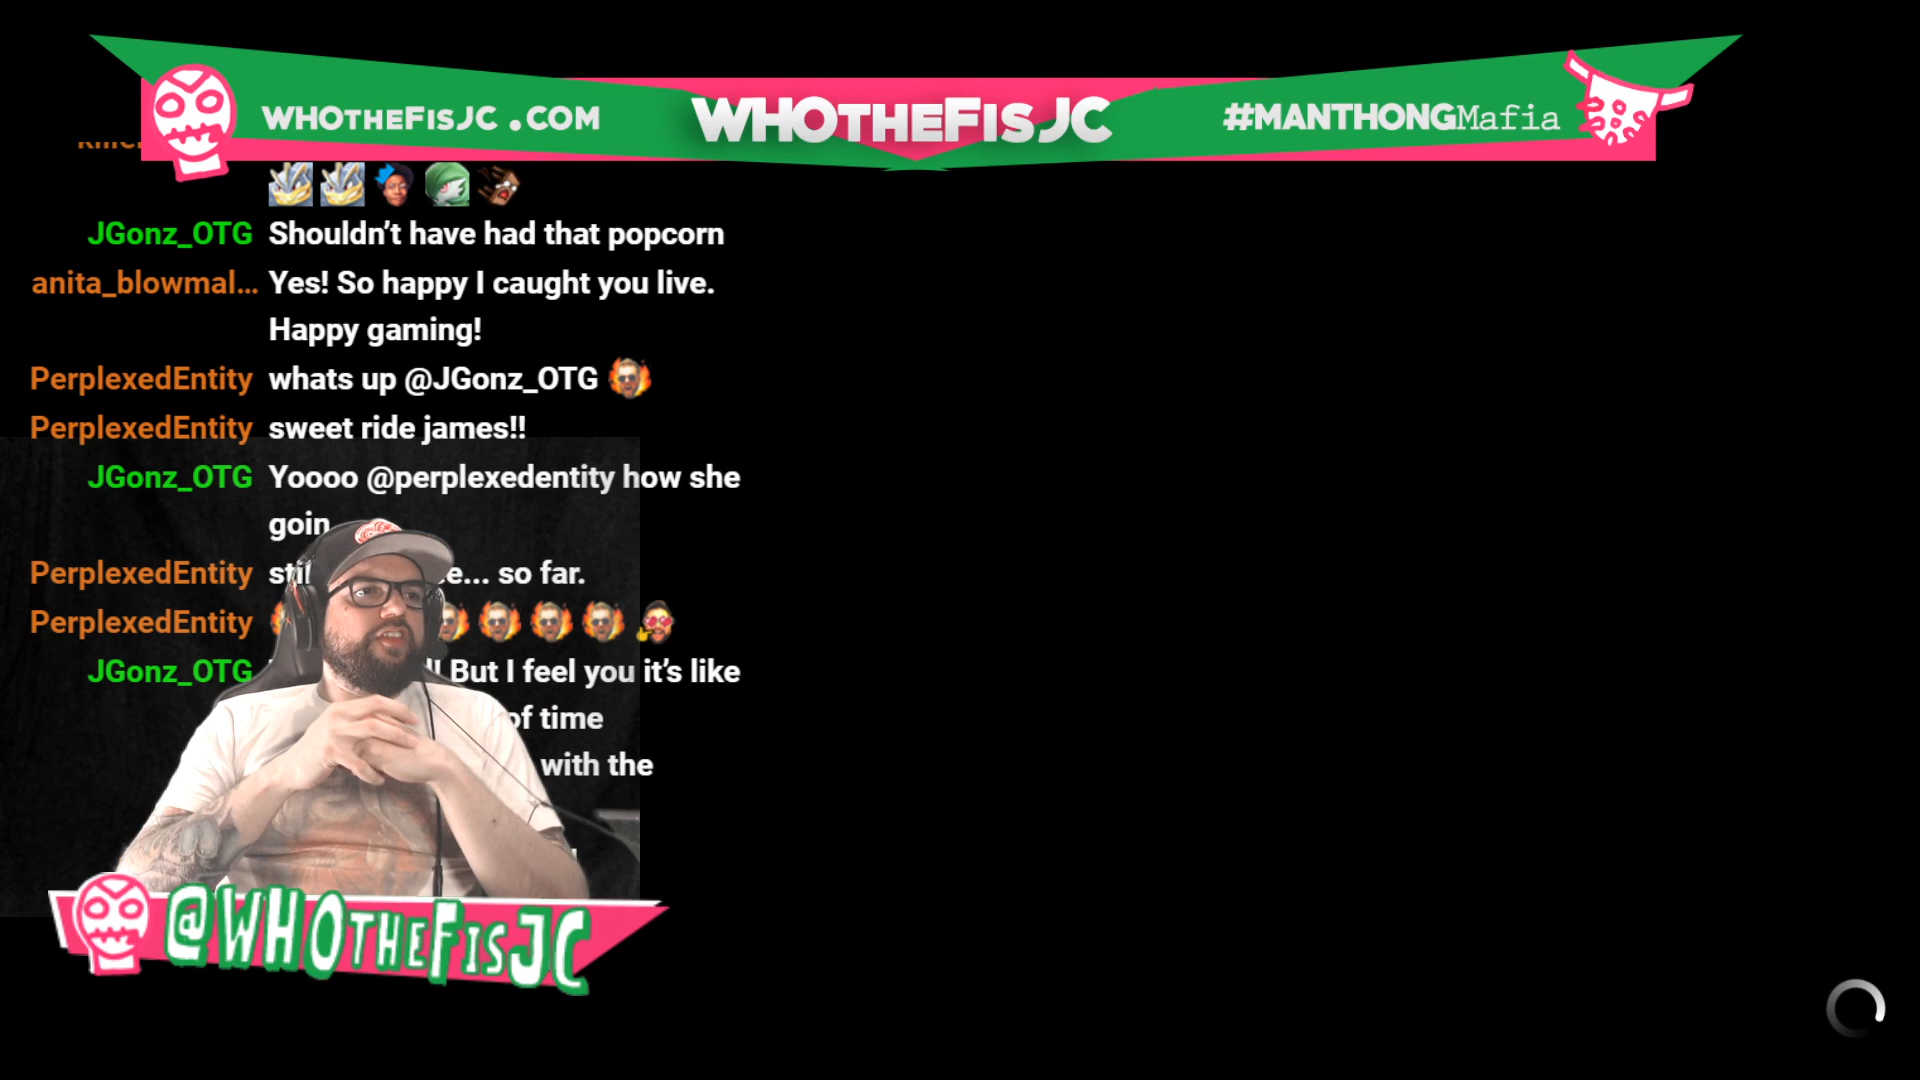 WHOTHEFISJC .COM
WHOTHEFISJC
#MANTHONGMafia
JGonz_OTG Shouldn't have had that popcorn
anita_blowmal... Yes! So happy I caught you live.
Happy gaming!
PerplexedEntity whats up @JGonz_OTG
PerplexedEntity sweet ride james!!
JGonz_OTG Yoooo @perplexedentity how she
goin
PerplexedEntity so far.
PerplexedEntity
JGonz_OTG But I feel you it's like
of time
with the
@WHOTHEFISJC